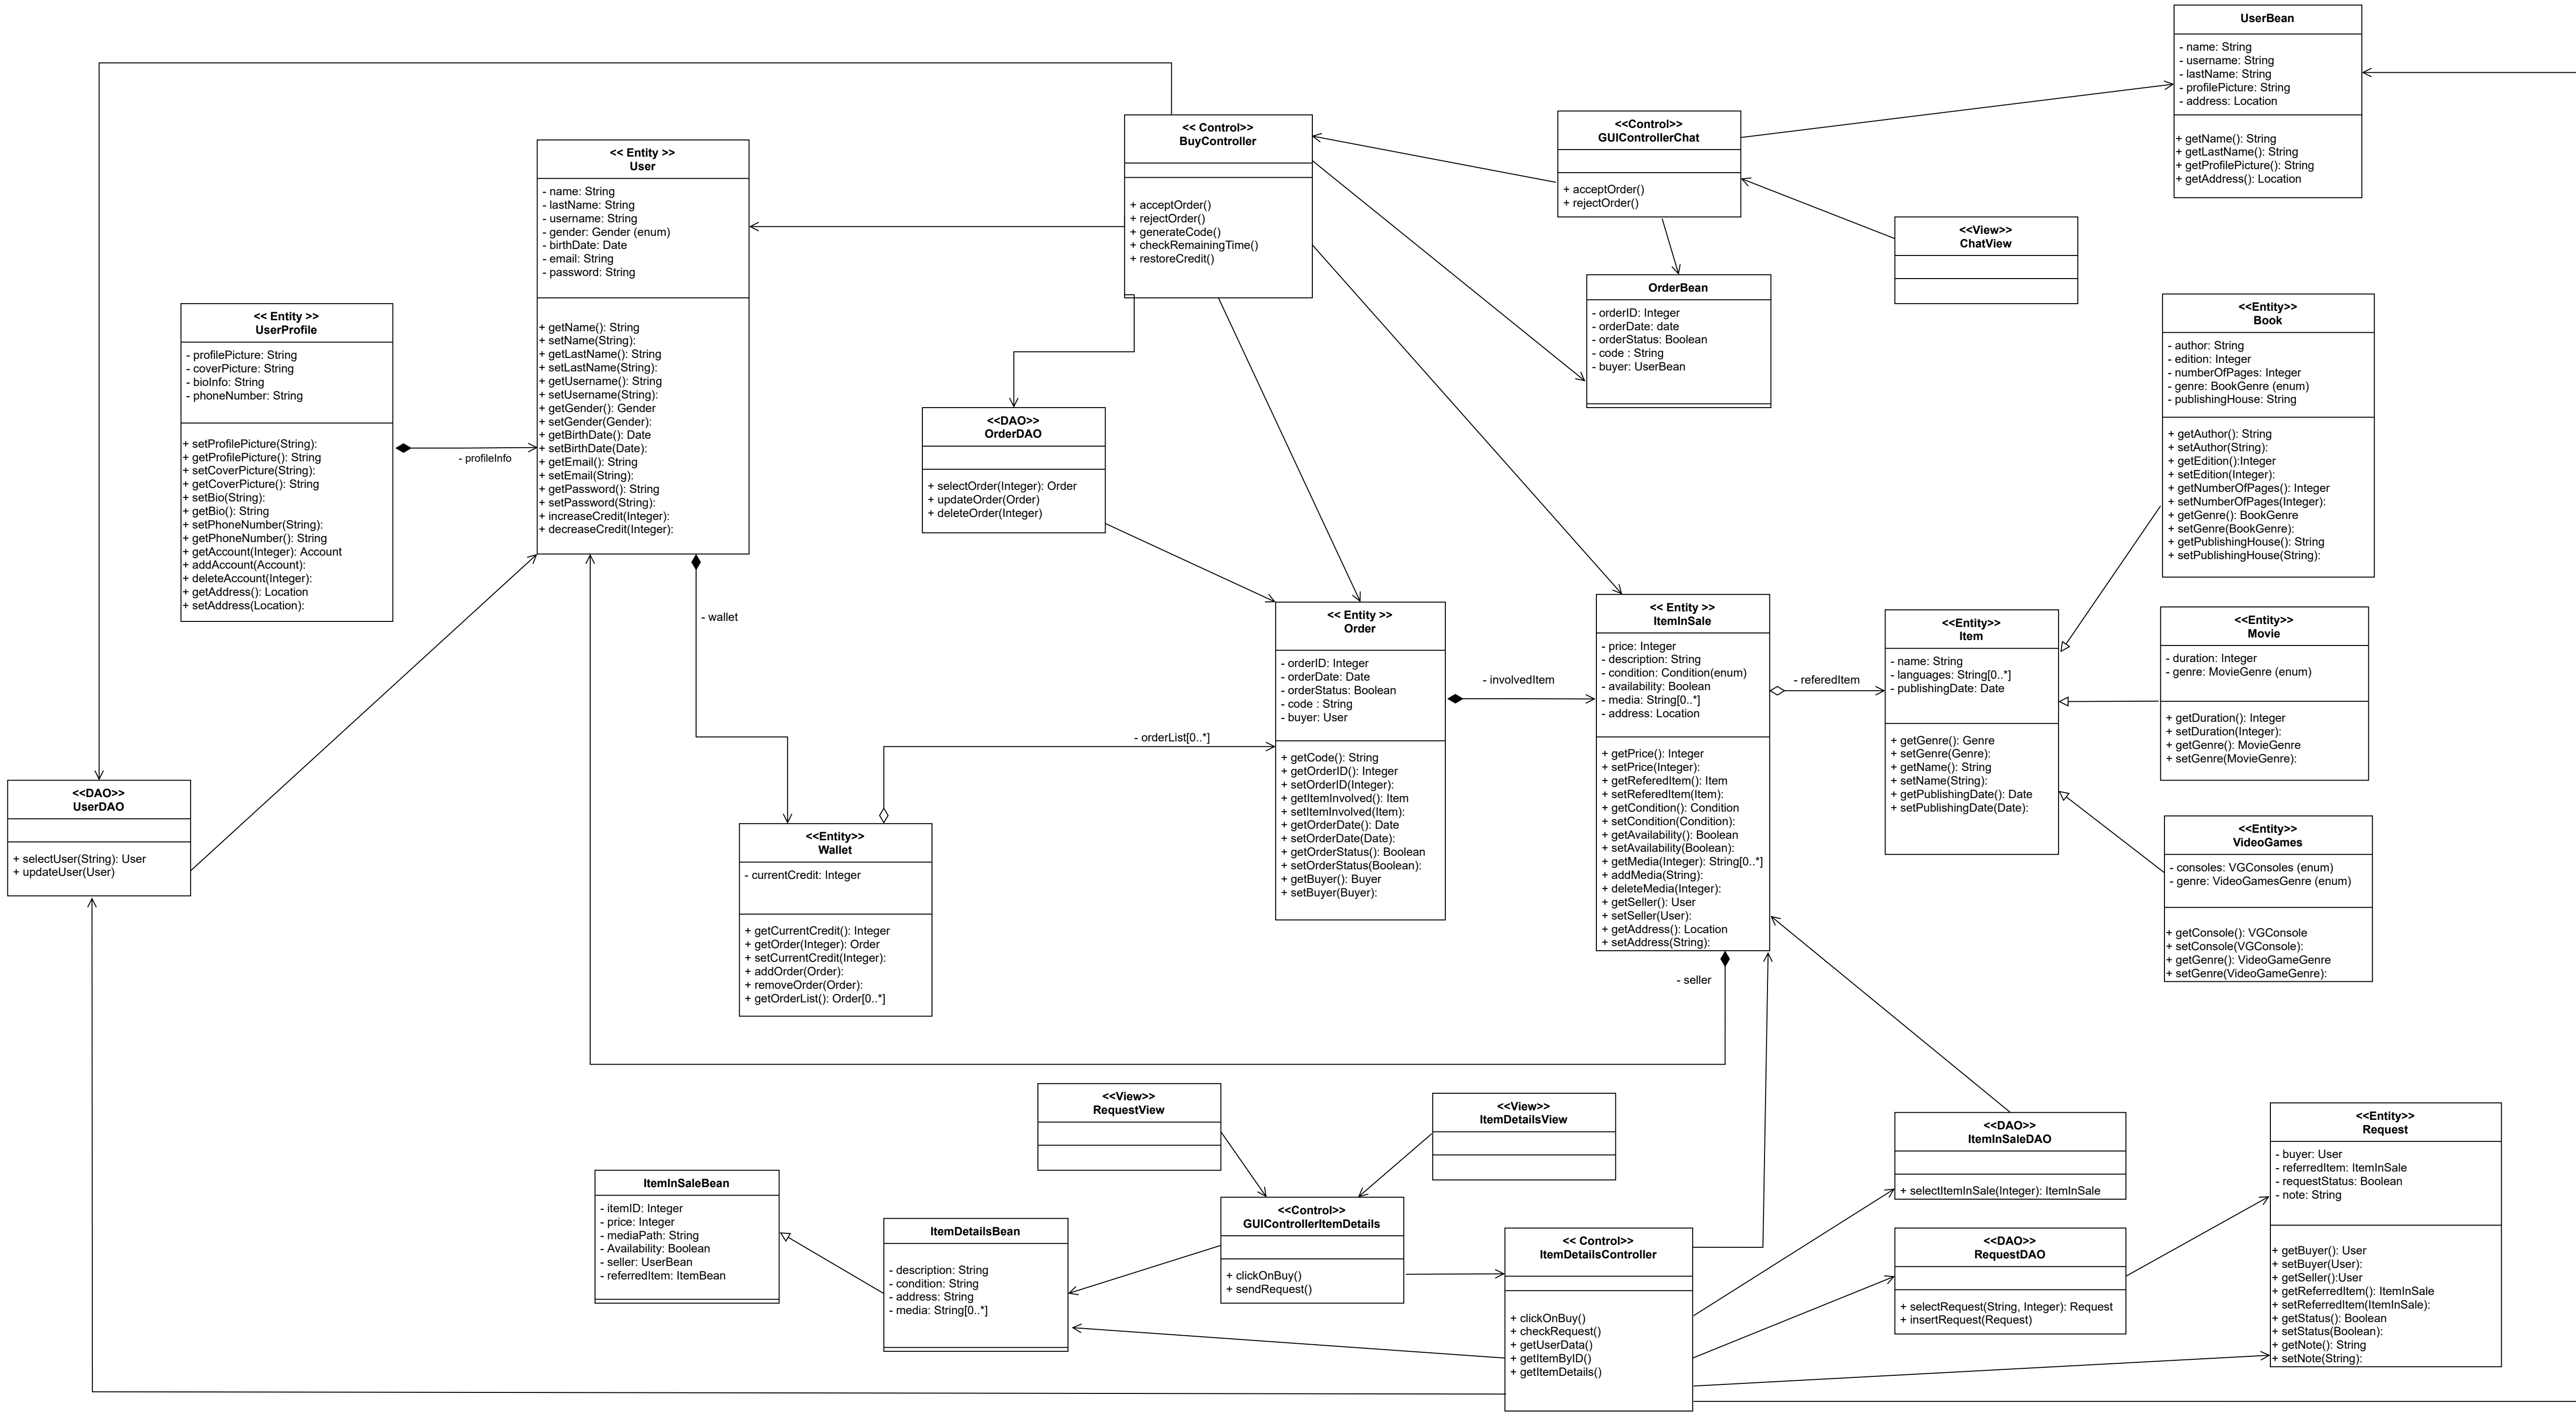 UserBean
- name: String
- username: String
- lastName: String
- profilePicture: String
- address: Location
+ getName(): String
+ getLastName(): String
+ getProfilePicture(): String
+ getAddress(): Location
<< Control>>
BuyController
+ acceptOrder()
+ rejectOrder()
+ generateCode()
+ checkRemainingTime()
+ restoreCredit()
<<Control>>
GUIControllerChat
+ acceptOrder()
+ rejectOrder()
<<View>>
ChatView
<< Entity >>
User
- name: String
- lastName: String
- username: String
- gender: Gender (enum)
- birthDate: Date
- email: String
- password: String
+ getName(): String
+ setName(String):
+ getLastName(): String
+ setLastName(String):
+ getUsername(): String
+ setUsername(String):
+ getGender(): Gender
+ setGender(Gender):
+ getBirthDate(): Date
+ setBirthDate(Date):
+ getEmail(): String
+ setEmail(String):
+ getPassword(): String
+ setPassword(String):
+ increaseCredit(Integer):
+ decreaseCredit(Integer):
<< Entity >>
UserProfile
- profilePicture: String
- coverPicture: String
- bioInfo: String
- phoneNumber: String
+ setProfilePicture(String):
+ getProfilePicture(): String
+ setCoverPicture(String):
+ getCoverPicture(): String
+ setBio(String):
+ getBio(): String
+ setPhoneNumber(String):
+ getPhoneNumber(): String
+ getAccount(Integer): Account
+ addAccount(Account):
+ deleteAccount(Integer):
+ getAddress(): Location
+ setAddress(Location):
- profileInfo
OrderBean
- orderID: Integer
- orderDate: date
- orderStatus: Boolean
- code : String
- buyer: UserBean
<<Entity>>
Book
- author: String
- edition: Integer
- numberOfPages: Integer
- genre: BookGenre (enum)
- publishingHouse: String
+ getAuthor(): String
+ setAuthor(String):
+ getEdition():Integer
+ setEdition(Integer):
+ getNumberOfPages(): Integer
+ setNumberOfPages(Integer):
+ getGenre(): BookGenre
+ setGenre(BookGenre):
+ getPublishingHouse(): String
+ setPublishingHouse(String):
<<DAO>>
OrderDAO
+ selectOrder(Integer): Order
+ updateOrder(Order)
+ deleteOrder(Integer)
- wallet
<< Entity >>
Order
- orderID: Integer
- orderDate: Date
- orderStatus: Boolean
- code : String
- buyer: User
+ getCode(): String
+ getOrderID(): Integer
+ setOrderID(Integer):
+ getItemInvolved(): Item
+ setItemInvolved(Item):
+ getOrderDate(): Date
+ setOrderDate(Date):
+ getOrderStatus(): Boolean
+ setOrderStatus(Boolean):
+ getBuyer(): Buyer
+ setBuyer(Buyer):
- involvedItem
<< Entity >>
ItemInSale
- price: Integer
- description: String
- condition: Condition(enum)
- availability: Boolean
- media: String[0..*]
- address: Location
+ getPrice(): Integer
+ setPrice(Integer):
+ getReferedItem(): Item
+ setReferedItem(Item):
+ getCondition(): Condition
+ setCondition(Condition):
+ getAvailability(): Boolean
+ setAvailability(Boolean):
+ getMedia(Integer): String[0..*]
+ addMedia(String):
+ deleteMedia(Integer):
+ getSeller(): User
+ setSeller(User):
+ getAddress(): Location
+ setAddress(String):
- referedItem
<<Entity>>
Item
- name: String
- languages: String[0..*]
- publishingDate: Date
+ getGenre(): Genre
+ setGenre(Genre):
+ getName(): String
+ setName(String):
+ getPublishingDate(): Date
+ setPublishingDate(Date):
<<Entity>>
Movie
- duration: Integer
- genre: MovieGenre (enum)
+ getDuration(): Integer
+ setDuration(Integer):
+ getGenre(): MovieGenre
+ setGenre(MovieGenre):
- orderList[0..*]
<<DAO>>
UserDAO
+ selectUser(String): User
+ updateUser(User)
<<Entity>>
Wallet
- currentCredit: Integer
+ getCurrentCredit(): Integer
+ getOrder(Integer): Order
+ setCurrentCredit(Integer):
+ addOrder(Order):
+ removeOrder(Order):
+ getOrderList(): Order[0..*]
<<Entity>>
VideoGames
- consoles: VGConsoles (enum)
- genre: VideoGamesGenre (enum)
+ getConsole(): VGConsole
+ setConsole(VGConsole):
+ getGenre(): VideoGameGenre
+ setGenre(VideoGameGenre):
- seller
<<View>>
RequestView
<<View>>
ItemDetailsView
<<DAO>>
ItemInSaleDAO
+ selectItemInSale(Integer): ItemInSale
<<Entity>>
Request
- buyer: User
- referredItem: ItemInSale
- requestStatus: Boolean
- note: String
+ getBuyer(): User
+ setBuyer(User):
+ getSeller():User
+ getReferredItem(): ItemInSale
+ setReferredItem(ItemInSale):
+ getStatus(): Boolean
+ setStatus(Boolean):
+ getNote(): String
+ setNote(String):
ItemInSaleBean
- itemID: Integer
- price: Integer
- mediaPath: String
- Availability: Boolean
- seller: UserBean
- referredItem: ItemBean
ItemDetailsBean
- description: String
- condition: String
- address: String
- media: String[0..*]
<<Control>>
GUIControllerItemDetails
+ clickOnBuy()
+ sendRequest()
<< Control>>
ItemDetailsController
+ clickOnBuy()
+ checkRequest()
+ getUserData()
+ getItemByID()
+ getItemDetails()
<<DAO>>
RequestDAO
+ selectRequest(String, Integer): Request
+ insertRequest(Request)